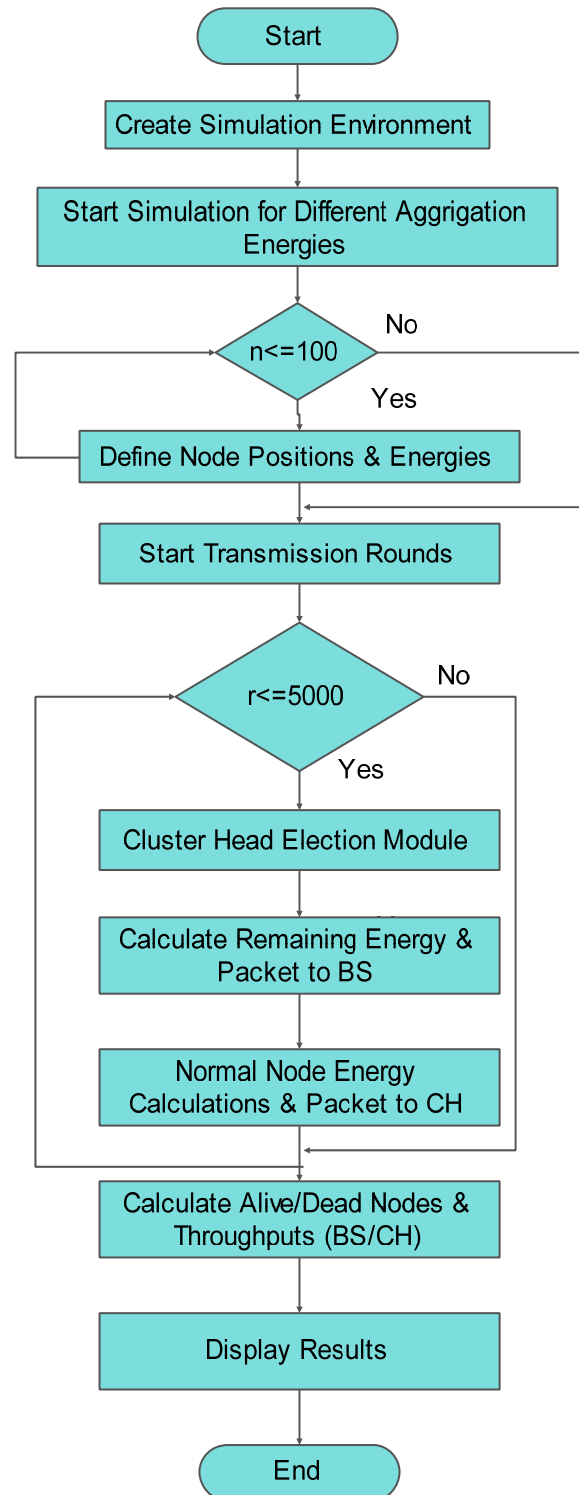 Start
Create Simulation Environment
Start Simulation for Different Aggrigation
Energies
No
n<=100
Yes
Define Node Positions & Energies
Start Transmission Rounds
No
r<=5000
Yes
Cluster Head Election Module
Calculate Remaining Energy &
Packet to BS
Normal Node Energy
Calculations & Packet to CH
Calculate Alive/Dead Nodes &
Throughputs (BS/CH)
Display Results
End